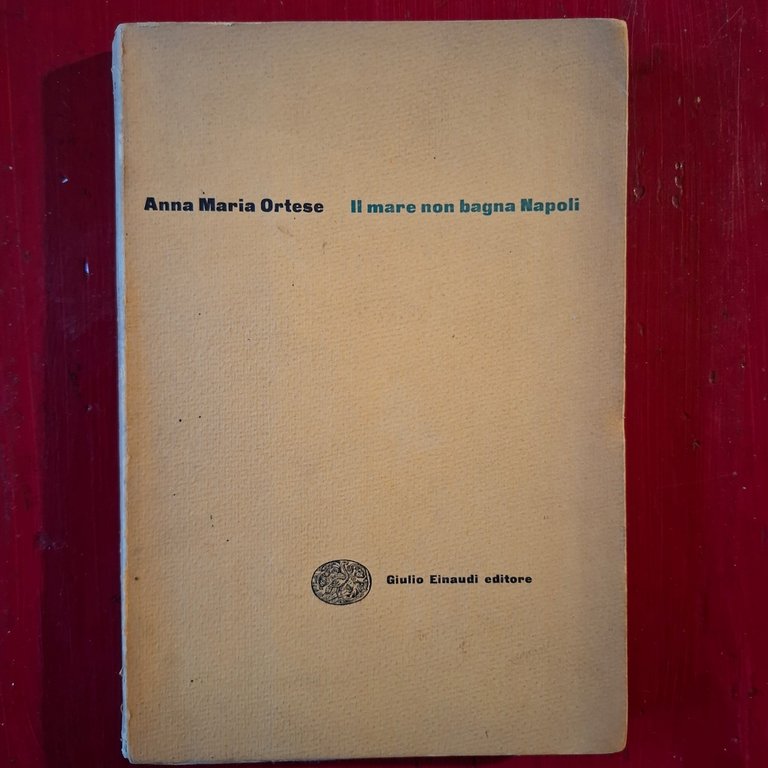 Anna Maria Ortese Il mare non bagna Napoli
Giulio Einaudi editore